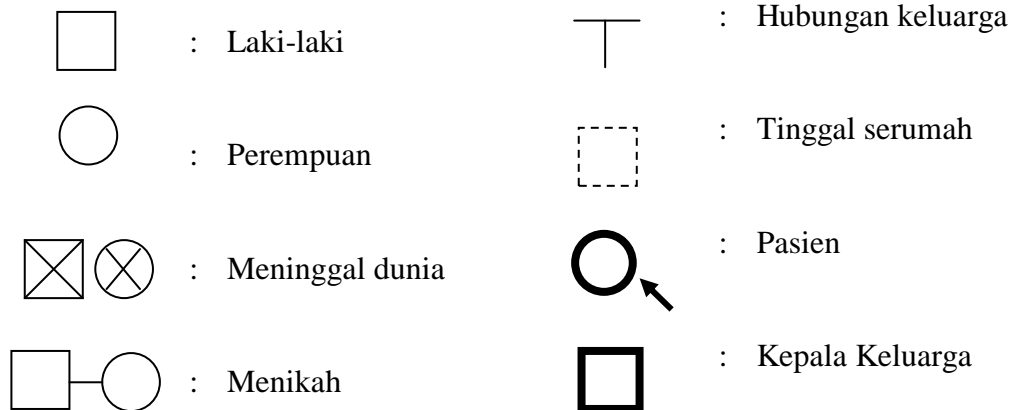 : Laki-laki
: Perempuan
: Meninggal dunia
: Menikah
: Hubungan keluarga
: Tinggal serumah
: Pasien
: Kepala Keluarga